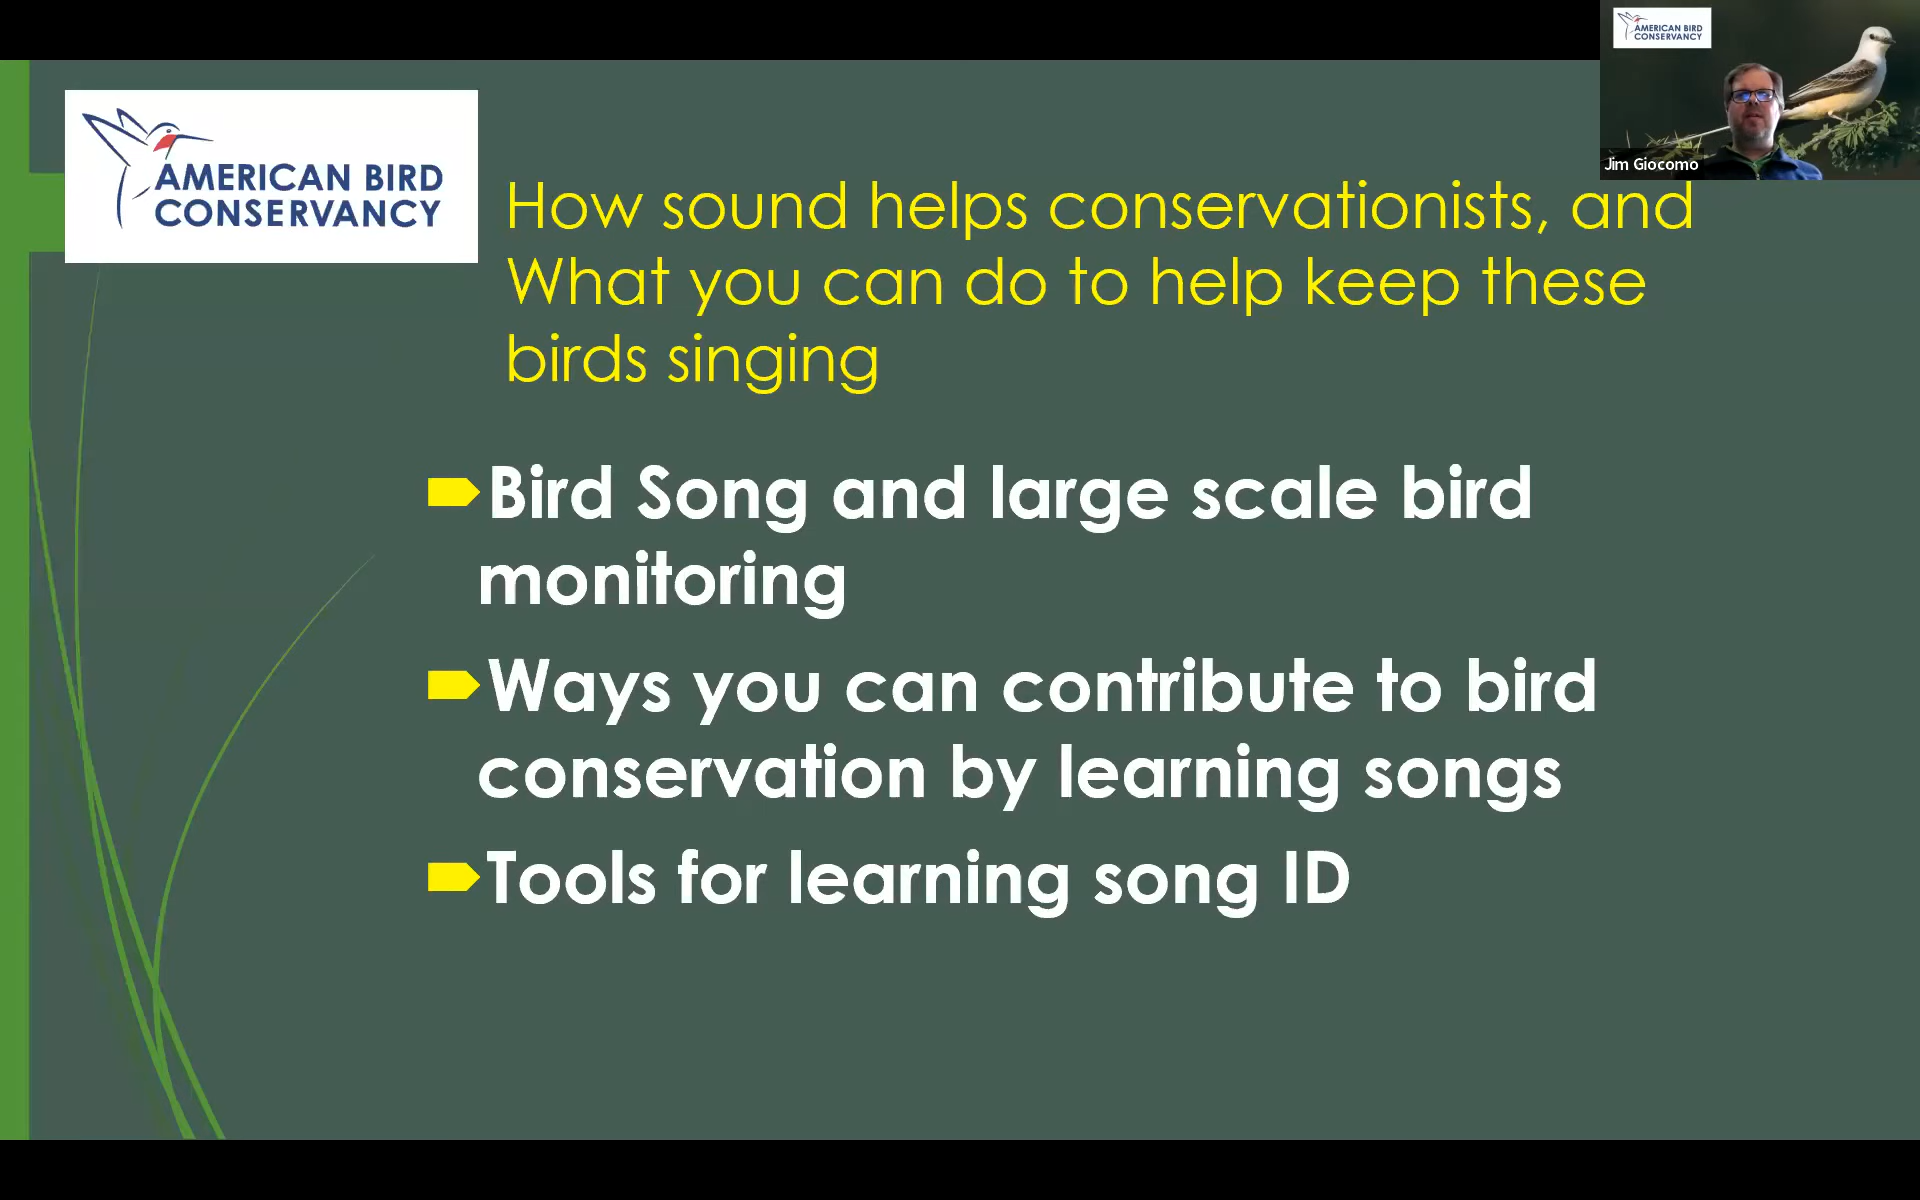 AMERICAN BIRD
CONSERVANCY
AMERICAN BIRD
CONSERVANCY
Jim Giocomo
How sound helps conservationists, and
What you can do to help keep these
birds singing
Bird Song and large scale bird
monitoring
Ways you can contribute to bird
conservation by learning songs
Tools for learning song ID